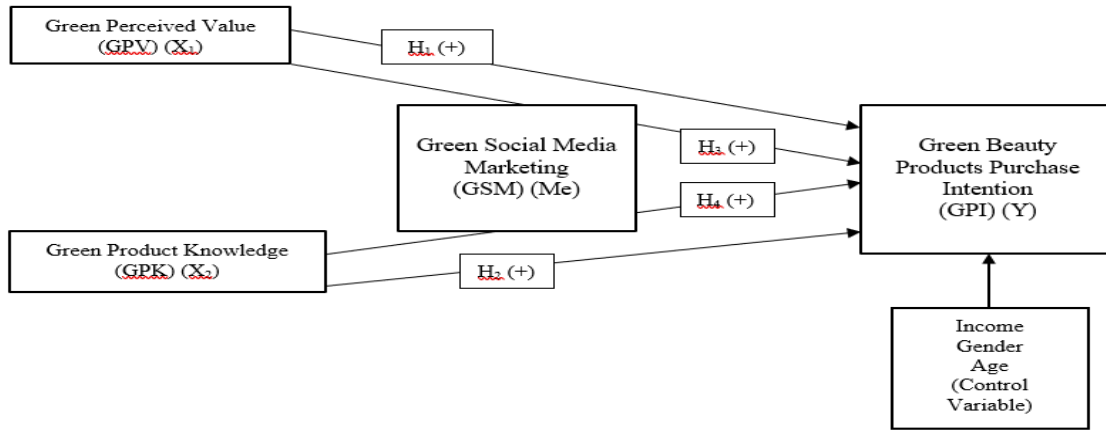 Green Perceived Value
(GPV) (X₁)
H₁ (+)
Green Social Media
Marketing
(GSM) (Me)
H₃ (+)
H₄ (+)
Green Beauty
Products Purchase
Intention
(GPI) (Y)
Green Product Knowledge
(GPK) (X₂)
H₂ (+)
Income
Gender
Age
(Control
Variable)